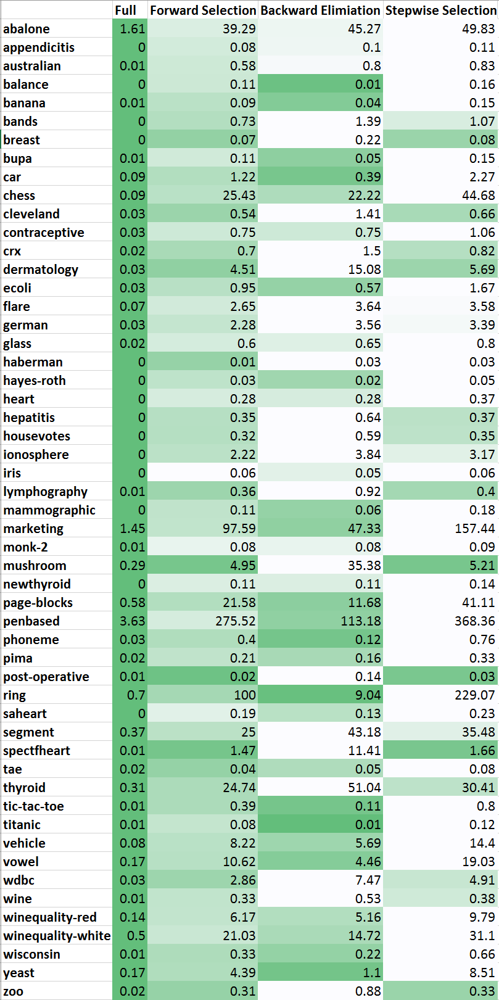 Full Forward Selection Backward Elimiation Stepwise Selection
abalone 1.61 39.29 45.27 49.83
appendicitis 0 0.08 0.1 0.11
australian 0.01 0.58 0.8 0.83
balance 0 0.11 0.01 0.16
banana 0.01 0.09 0.04 0.15
bands 0 0.73 1.39 1.07
breast 0 0.07 0.22 0.08
bupa 0.01 0.11 0.05 0.15
car 0.09 1.22 0.39 2.27
chess 0.09 25.43 22.22 44.68
cleveland 0.03 0.54 1.41 0.66
contraceptive 0.03 0.75 0.75 1.06
crx 0.02 0.7 1.5 0.82
dermatology 0.03 4.51 15.08 5.69
ecoli 0.03 0.95 0.57 1.67
flare 0.07 2.65 3.64 3.58
german 0.03 2.28 3.56 3.39
glass 0.02 0.6 0.65 0.8
haberman 0 0.01 0.03 0.03
hayes-roth 0 0.03 0.02 0.05
heart 0 0.28 0.28 0.37
hepatitis 0 0.35 0.64 0.37
housevotes 0 0.32 0.59 0.35
ionosphere 0 2.22 3.84 3.17
iris 0 0.06 0.05 0.06
lymphography 0.01 0.36 0.92 0.4
mammographic 0 0.11 0.06 0.18
marketing 1.45 97.59 47.33 157.44
monk-2 0.01 0.08 0.08 0.09
mushroom 0.29 4.95 35.38 5.21
newthyroid 0 0.11 0.11 0.14
page-blocks 0.58 21.58 11.68 41.11
penbased 3.63 275.52 113.18 368.36
phoneme 0.03 0.4 0.12 0.76
pima 0.02 0.21 0.16 0.33
post-operative 0.01 0.02 0.14 0.03
ring 0.7 100 9.04 229.07
saheart 0 0.19 0.13 0.23
segment 0.37 25 43.18 35.48
spectfheart 0.01 1.47 11.41 1.66
tae 0.02 0.04 0.05 0.08
thyroid 0.31 24.74 51.04 30.41
tic-tac-toe 0.01 0.39 0.11 0.8
titanic 0.01 0.08 0.01 0.12
vehicle 0.08 8.22 5.69 14.4
vowel 0.17 10.62 4.46 19.03
wdbc 0.03 2.86 7.47 4.91
wine 0.01 0.33 0.53 0.38
winequality-red 0.14 6.17 5.16 9.79
winequality-white 0.5 21.03 14.72 31.1
wisconsin 0.01 0.33 0.22 0.66
yeast 0.17 4.39 1.1 8.51
zoo 0.02 0.31 0.88 0.33